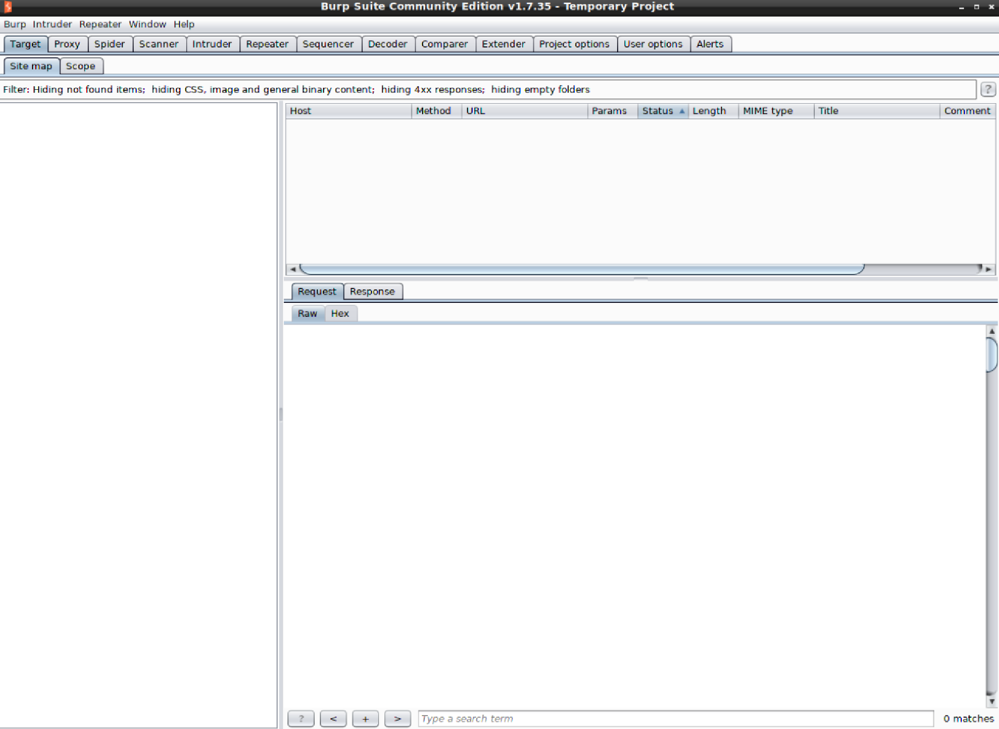 Burp Suite Community Edition v1.7.35 - Temporary Project
Burp Intruder Repeater Window Help
Target Proxy Spider Scanner Intruder Repeater Sequencer Decoder Comparer Extender Project options User options Alerts
Site map Scope
Filter: Hiding not found items; hiding CSS, image and general binary content; hiding 4xx responses; hiding empty folders ?
Host Method URL Params Status Length MIME type Title Comment
Request Response
Raw Hex
? < + > Type a search term 0 matches